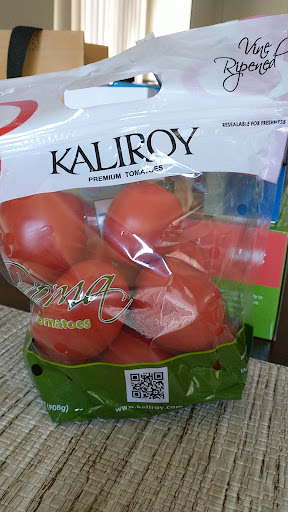 Vine
Ripened
RESEALABLE FOR FRESHNESS
KALIROY
PREMIUM TOMATOES
Roma
Tomatoes
(908g)
www.kaliroy.com